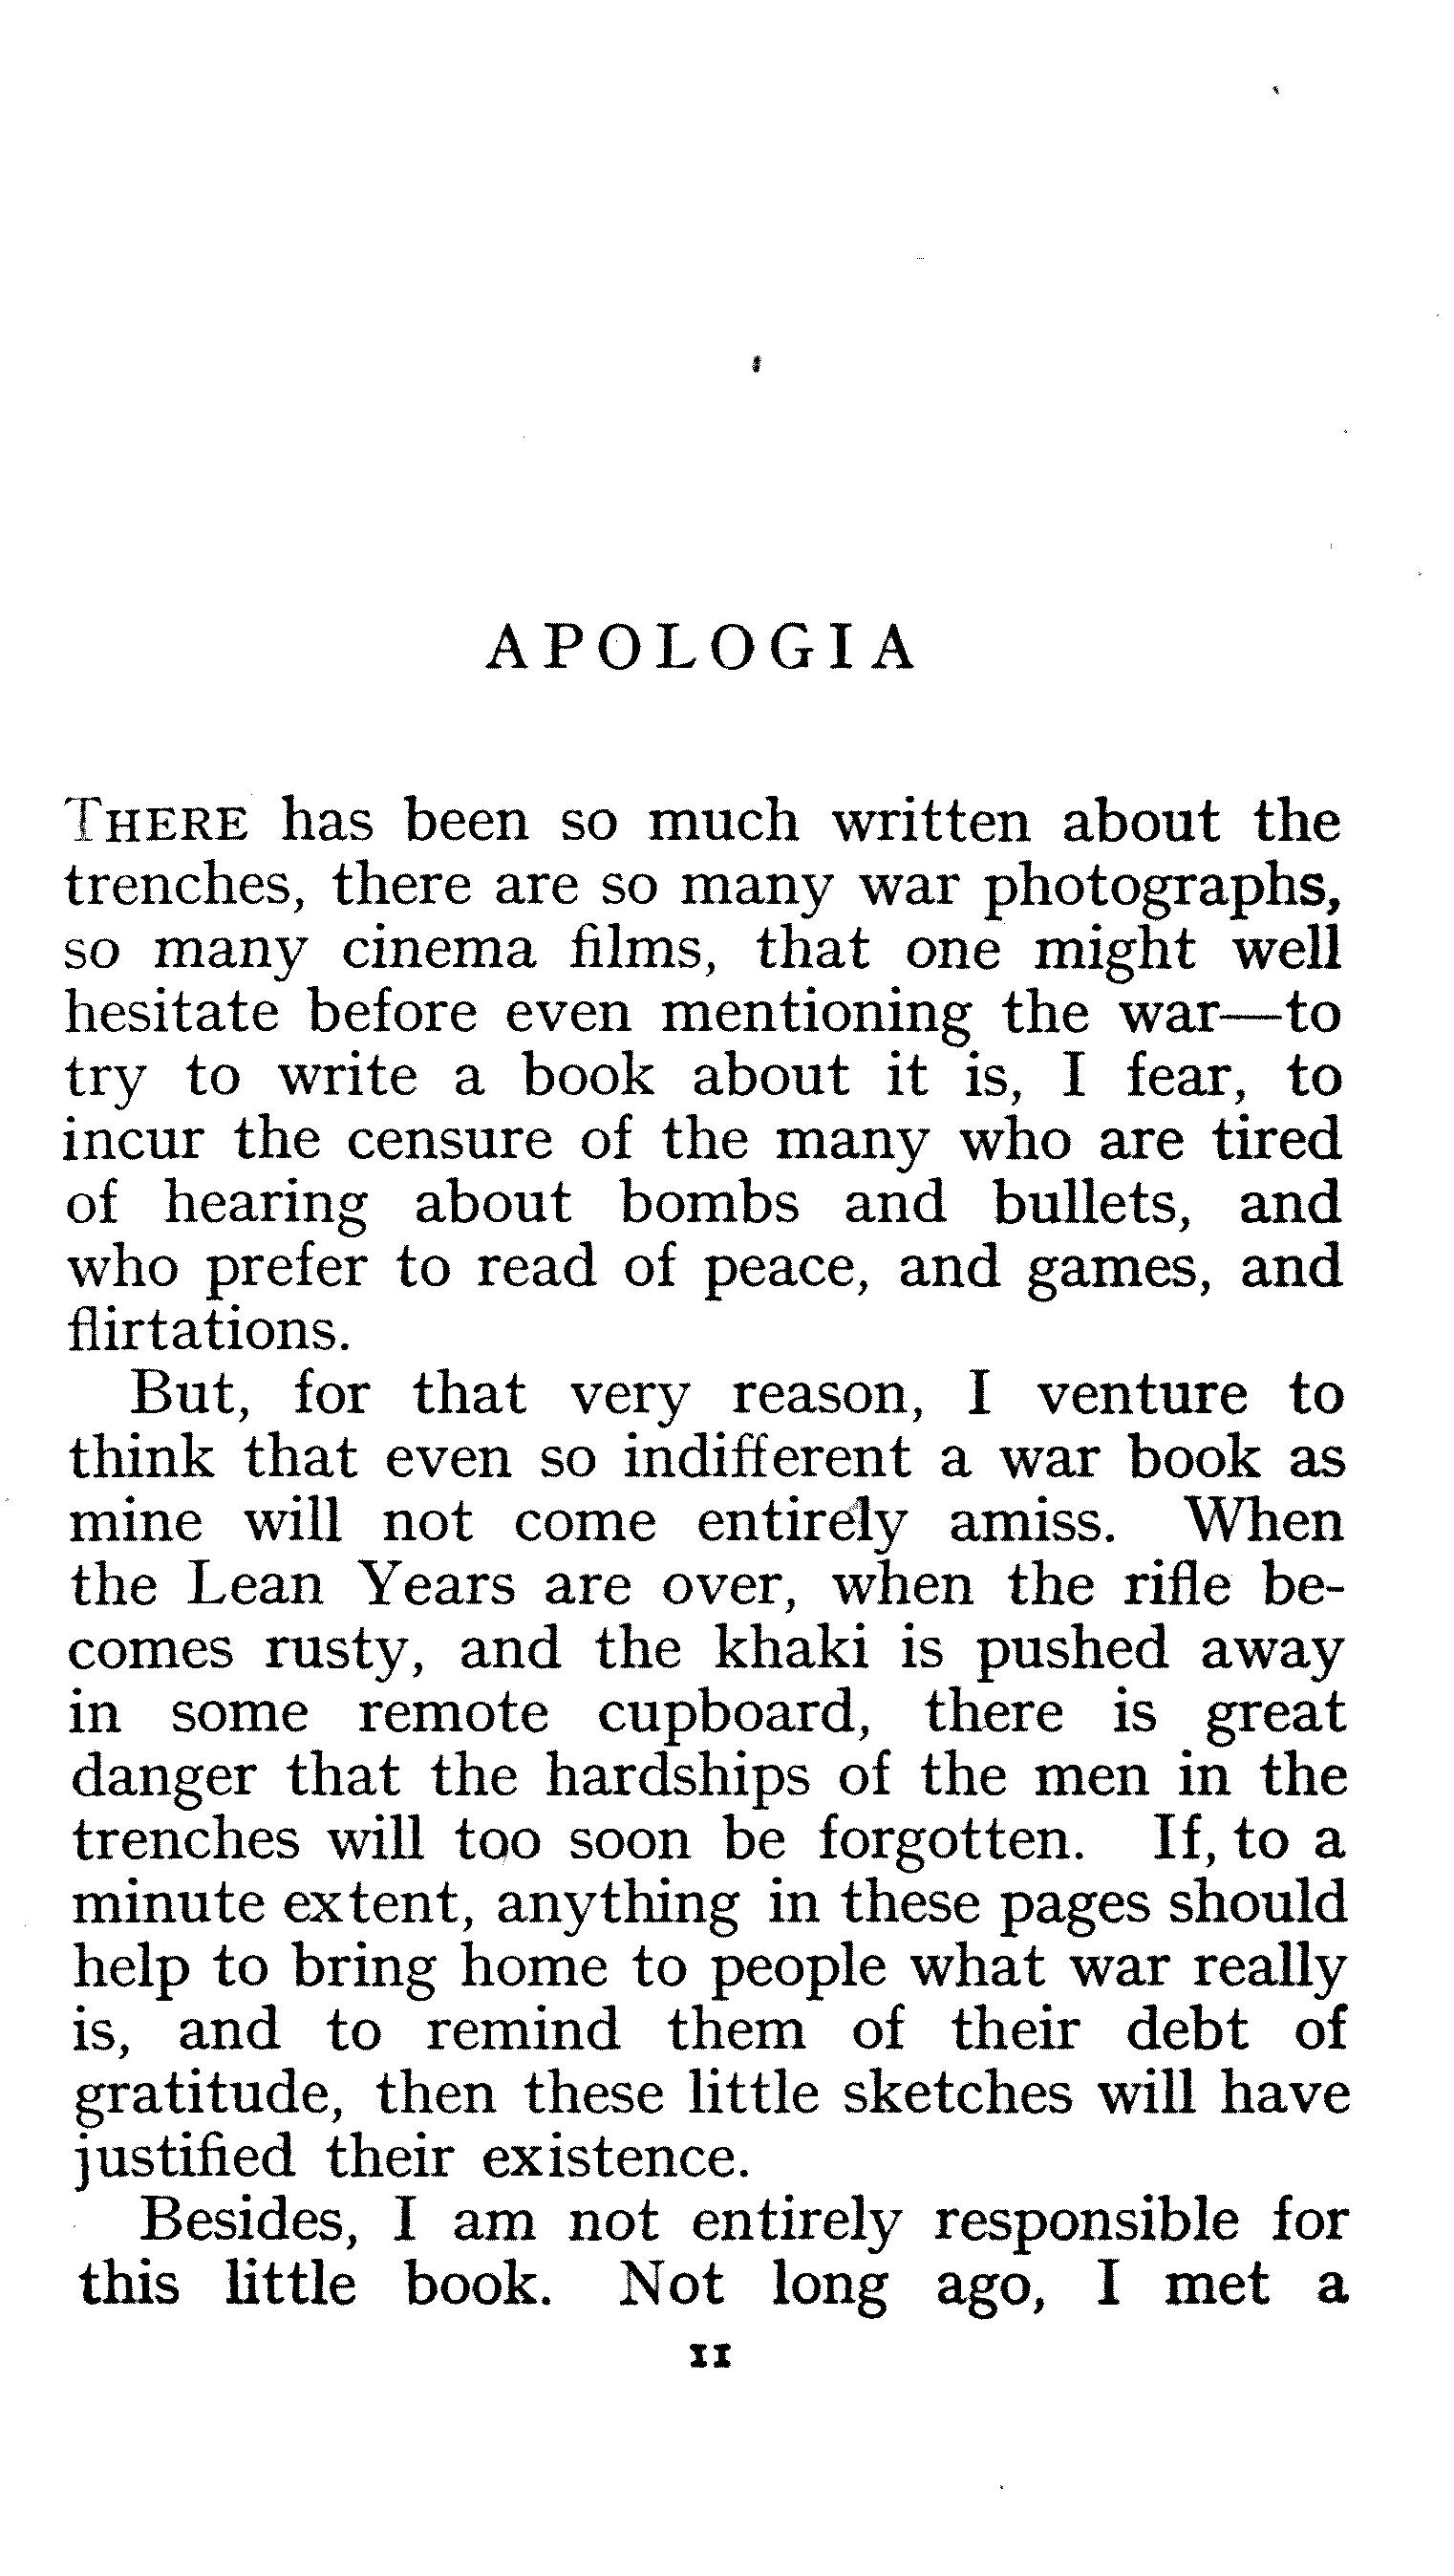 APOLOGIA
THERE has been so much written about the
trenches, there are so many war photographs,
so many cinema films, that one might well
hesitate before even mentioning the war—to
try to write a book about it is, I fear, to
incur the censure of the many who are tired
of hearing about bombs and bullets, and
who prefer to read of peace, and games, and
flirtations.
But, for that very reason, I venture to
think that even so indifferent a war book as
mine will not come entirely amiss. When
the Lean Years are over, when the rifle be-
comes rusty, and the khaki is pushed away
in some remote cupboard, there is great
danger that the hardships of the men in the
trenches will too soon be forgotten. If, to a
minute extent, anything in these pages should
help to bring home to people what war really
is, and to remind them of their debt of
gratitude, then these little sketches will have
justified their existence.
Besides, I am not entirely responsible for
this little book. Not long ago, I met a
11